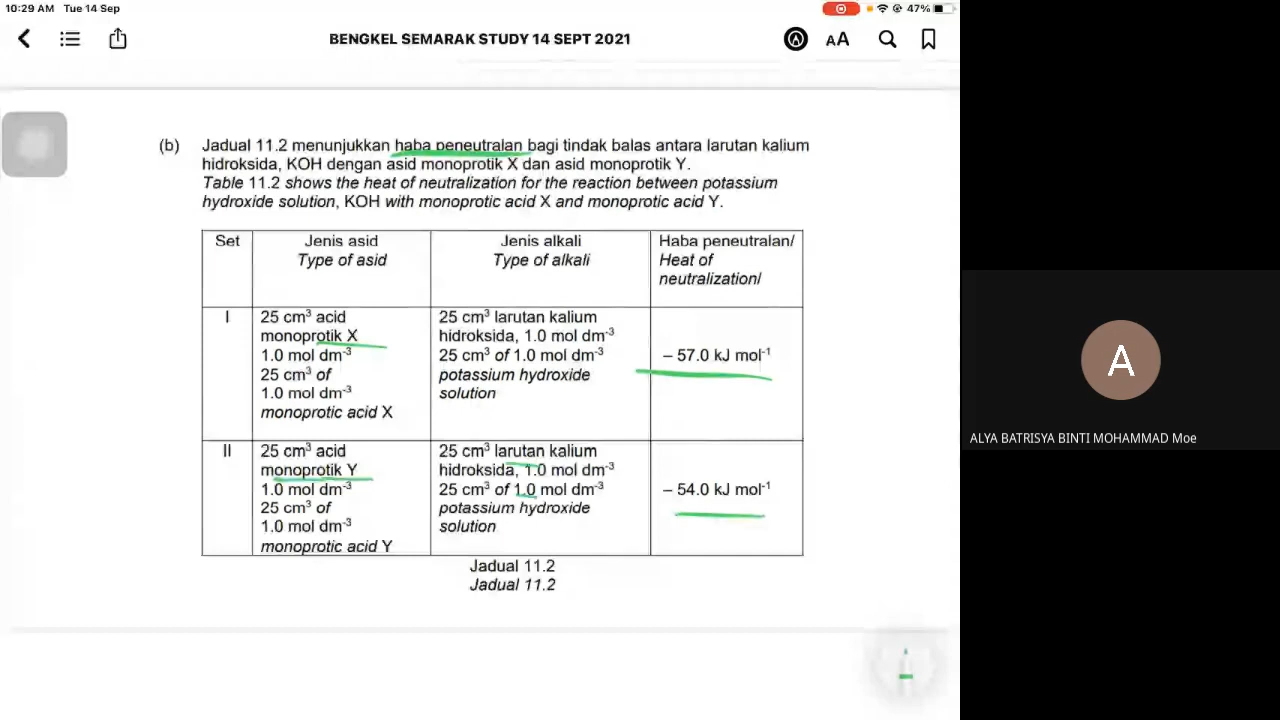 10:29 AM Tue 14 Sep
47%
BENGKEL SEMARAK STUDY 14 SEPT 2021
AA
(b) Jadual 11.2 menunjukkan haba peneutralan bagi tindak balas antara larutan kalium
hidroksida, KOH dengan asid monoprotik X dan asid monoprotik Y.
Table 11.2 shows the heat of neutralization for the reaction between potassium
hydroxide solution, KOH with monoprotic acid X and monoprotic acid Y.
Set
Jenis asid
Type of asid
Jenis alkali
Type of alkali
Haba peneutralan/
Heat of
neutralization/
I
25 cm³ acid
monoprotik X
1.0 mol dm⁻³
25 cm³ of
1.0 mol dm⁻³
monoprotic acid X
25 cm³ larutan kalium
hidroksida, 1.0 mol dm⁻³
25 cm³ of 1.0 mol dm⁻³
potassium hydroxide
solution
– 57.0 kJ mol⁻¹
II
25 cm³ acid
monoprotik Y
1.0 mol dm⁻³
25 cm³ of
1.0 mol dm⁻³
monoprotic acid Y
25 cm³ larutan kalium
hidroksida, 1.0 mol dm⁻³
25 cm³ of 1.0 mol dm⁻³
potassium hydroxide
solution
– 54.0 kJ mol⁻¹
Jadual 11.2
Jadual 11.2
A
ALYA BATRISYA BINTI MOHAMMAD Moe